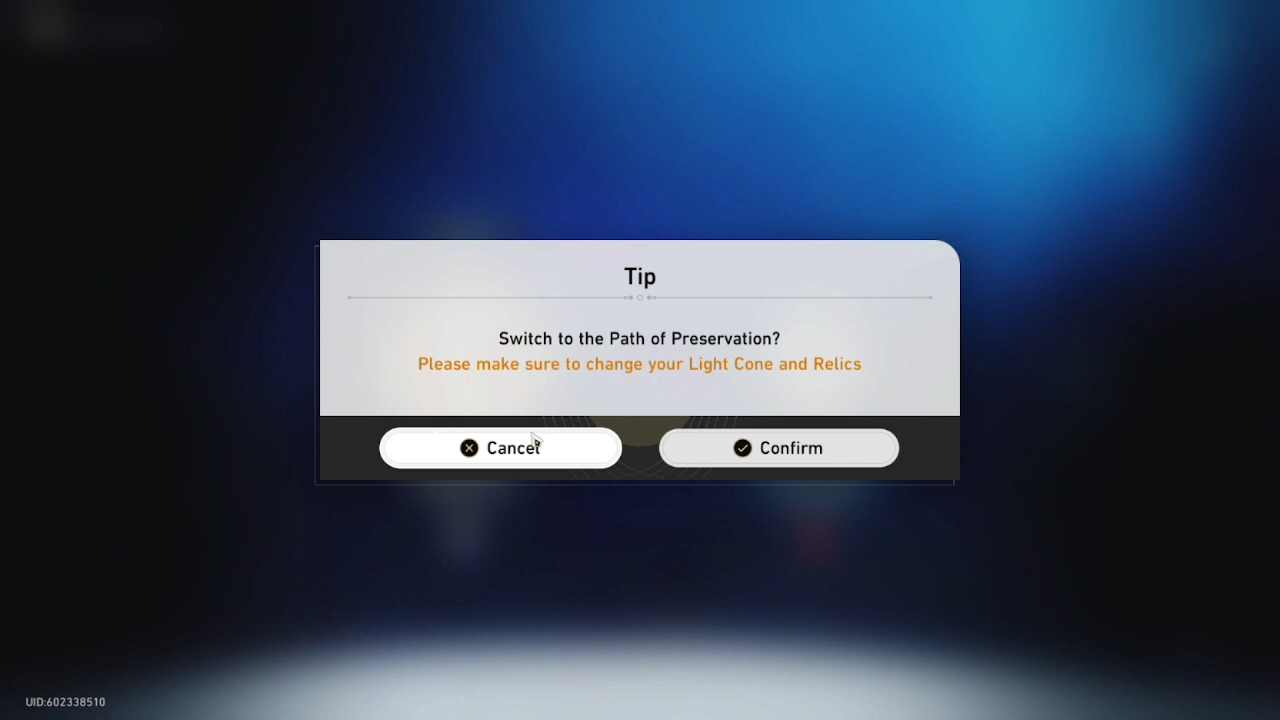 Tip
Switch to the Path of Preservation?
Please make sure to change your Light Cone and Relics
Cancel
Confirm
UID:602338510